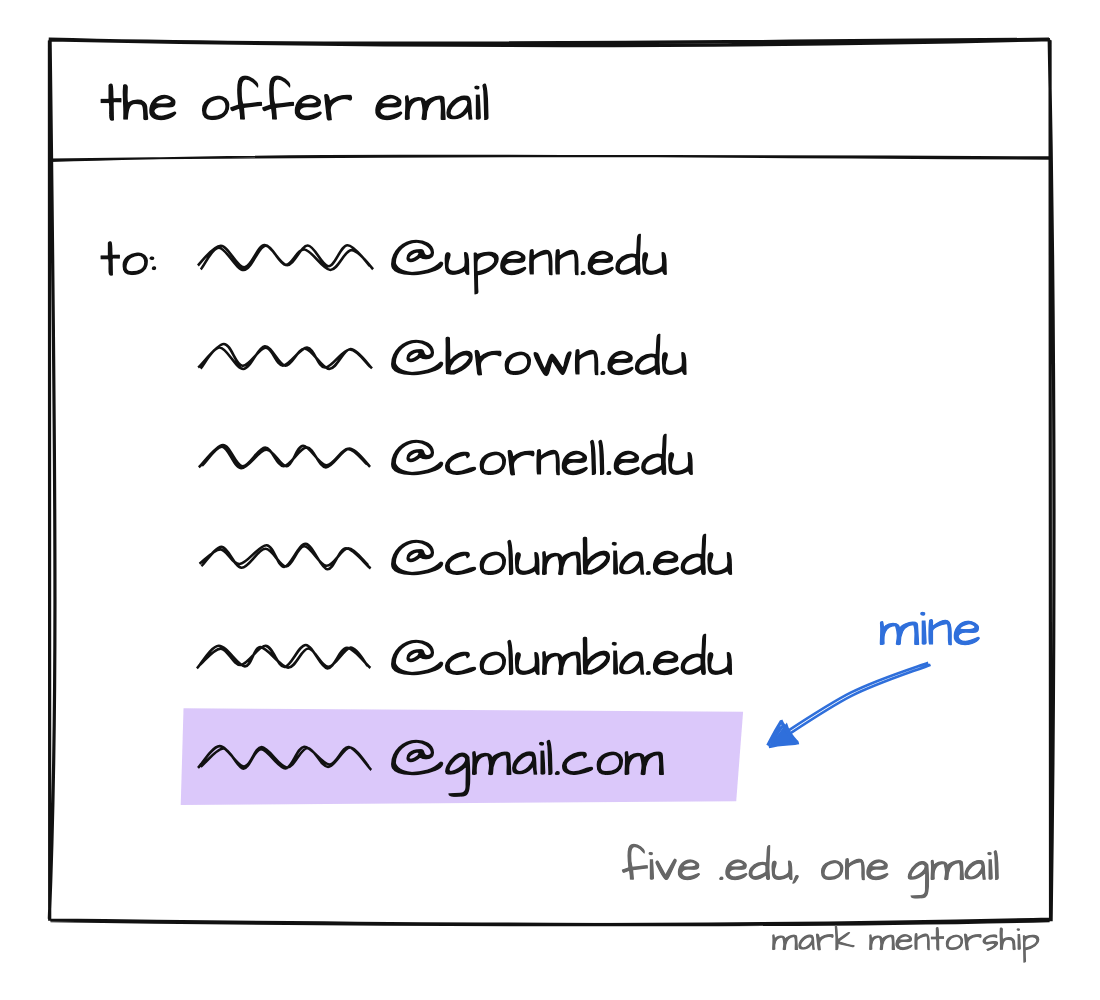 the offer email
to: @upenn.edu
@brown.edu
@cornell.edu
@columbia.edu
mine
@columbia.edu
@gmail.com
five .edu, one gmail
mark mentorship